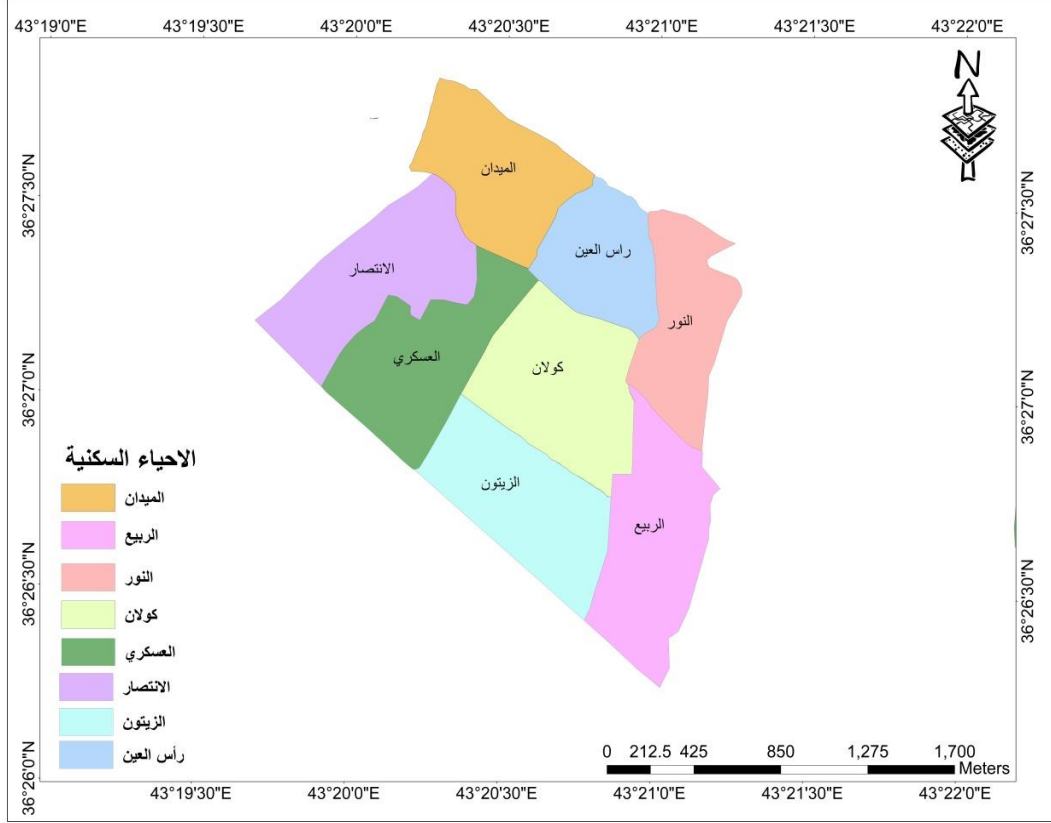 43°19'0"E 43°19'30"E 43°20'0"E 43°20'30"E 43°21'0"E 43°21'30"E 43°22'0"E
N
36°27'30"N
36°27'30"N
الميدان
راس العين
الانتصار
النور
العسكري
كولان
36°27'0"N
36°27'0"N
الزيتون
الربيع
36°26'30"N
36°26'30"N
الاحياء السكنية
الميدان
الربيع
النور
كولان
العسكري
الانتصار
الزيتون
رأس العين
0 212.5 425 850 1,275 1,700
Meters
36°26'0"N
43°19'30"E 43°20'0"E 43°20'30"E 43°21'0"E 43°21'30"E 43°22'0"E